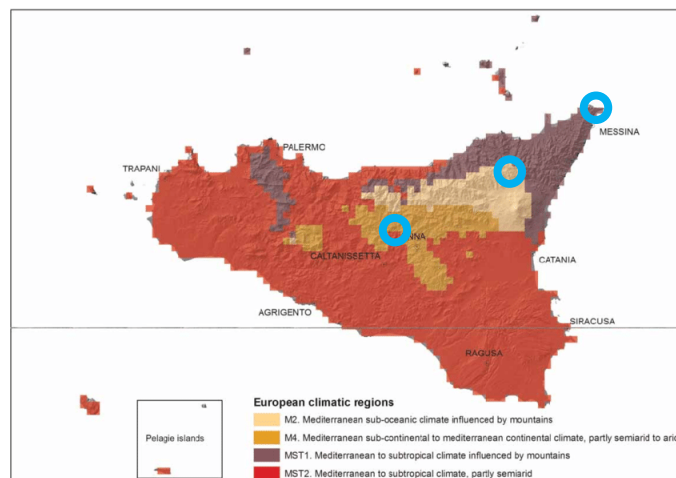 MESSINA
PALERMO
TRAPANI
NNA
CALTANISSETTA
CATANIA
AGRIGENTO
SIRACUSA
RAGUSA
European climatic regions
M2. Mediterranean sub-oceanic climate influenced by mountains
M4. Mediterranean sub-continental to mediterranean continental climate, partly semiarid to arid
MST1. Mediterranean to subtropical climate influenced by mountains
MST2. Mediterranean to subtropical climate, partly semiarid
Pelagie islands